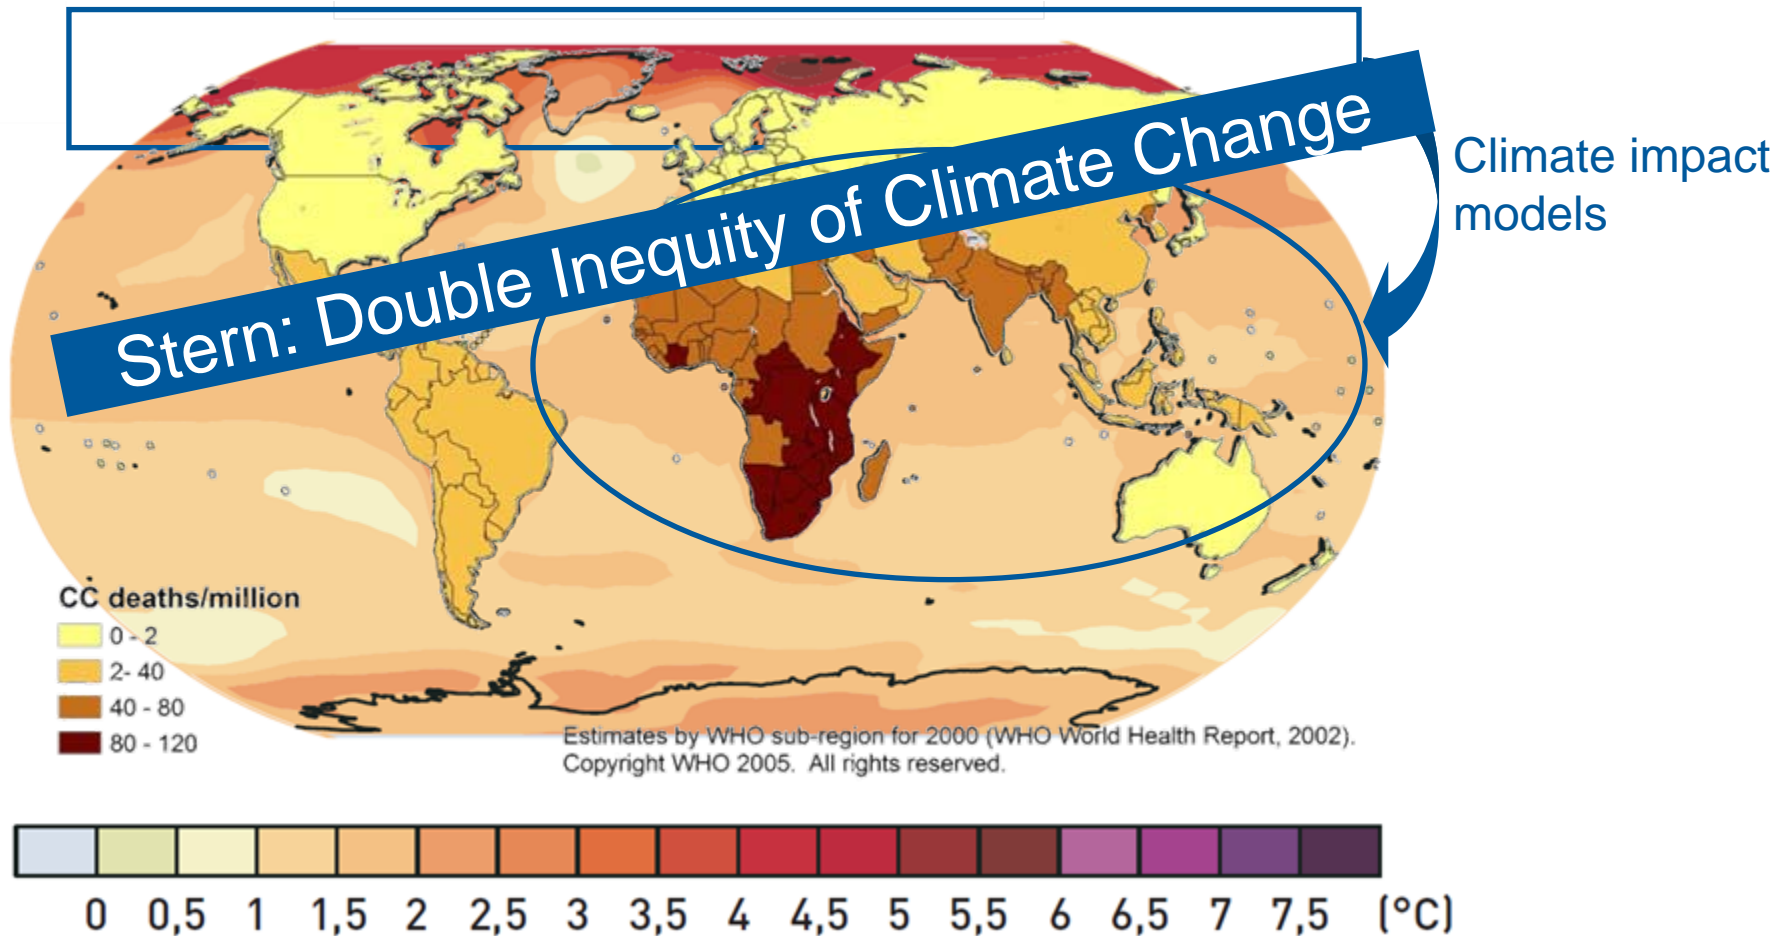 Stern: Double Inequity of Climate Change
Climate impact
models
CC deaths/million
0 - 2
2- 40
40 - 80
80 - 120
Estimates by WHO sub-region for 2000 (WHO World Health Report, 2002).
Copyright WHO 2005.  All rights reserved.
0 0,5 1 1,5 2 2,5 3 3,5 4 4,5 5 5,5 6 6,5 7 7,5 (°C)